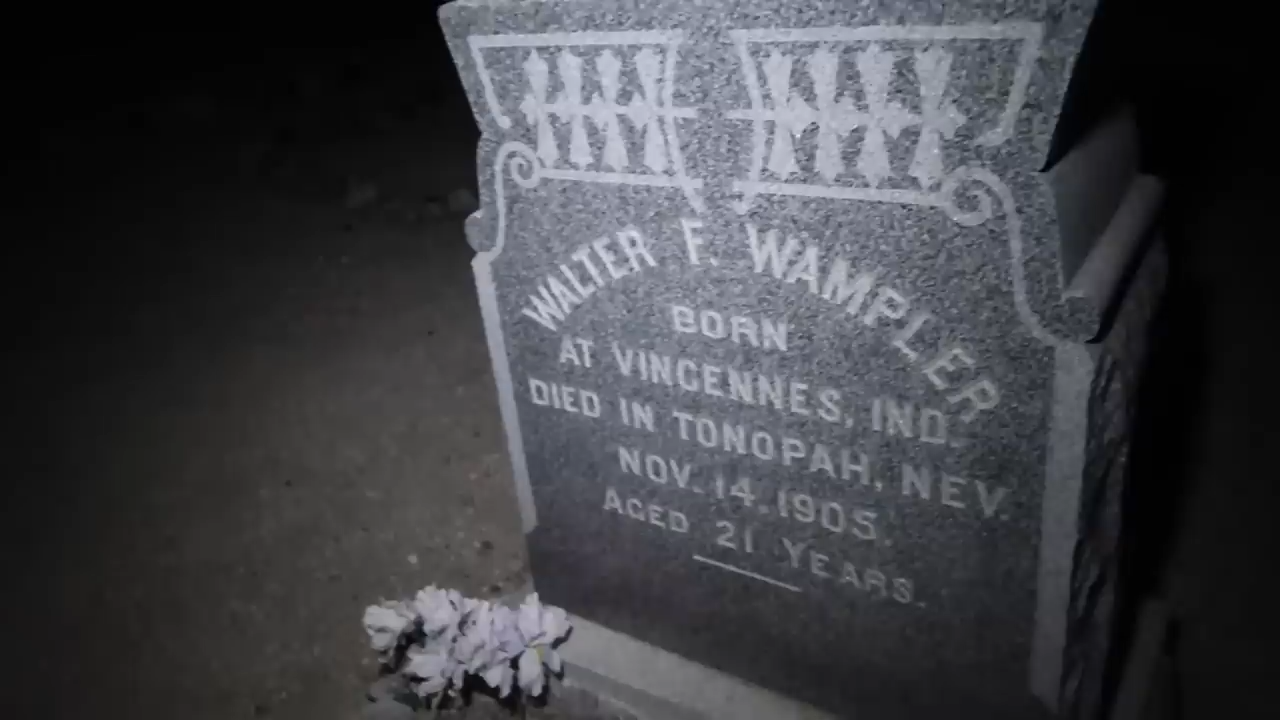 WALTER F. WAMPLER
BORN
AT VINCENNES, IND.
DIED IN TONOPAH, NEV.
NOV. 14. 1905.
AGED 21 YEARS.